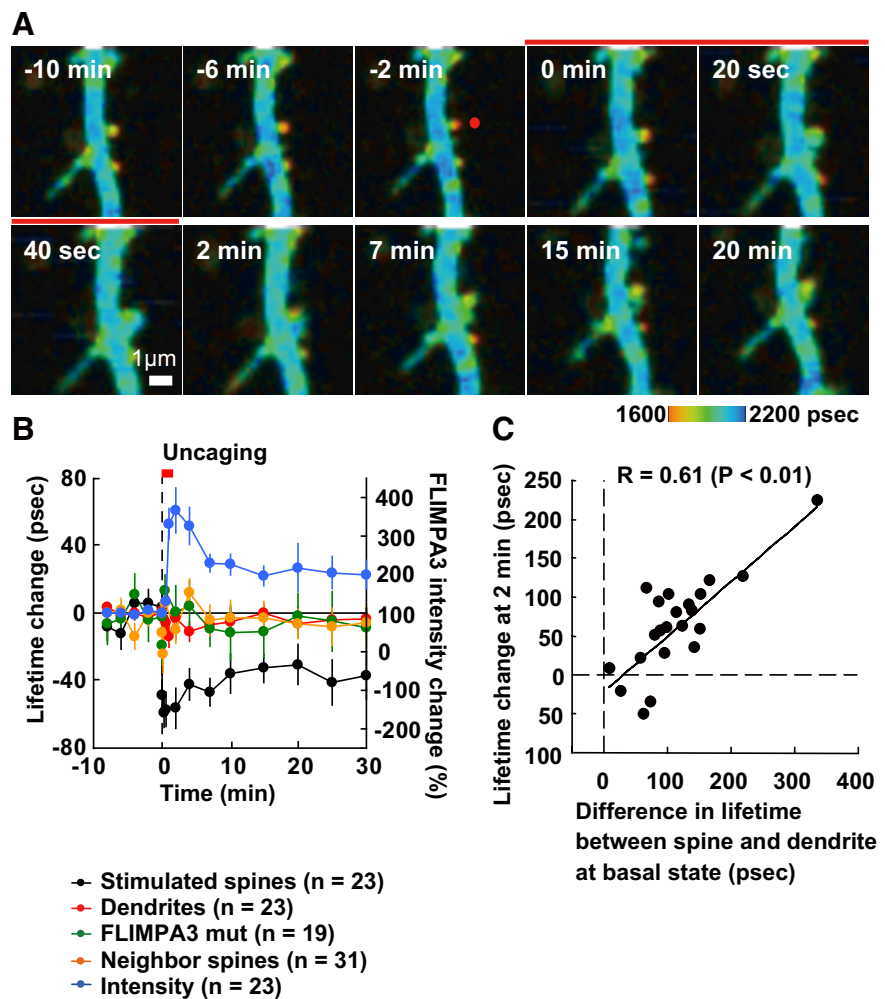 A
-10 min
-6 min
-2 min
0 min
20 sec
40 sec
2 min
7 min
15 min
20 min
1μm
1600
2200 psec
B
Uncaging
80
40
0
-40
-80
Lifetime change (psec)
400
300
200
100
0
-100
-200
FLIMPA3 intensity change (%)
-10
0
10
20
30
Time (min)
Stimulated spines (n = 23)
Dendrites (n = 23)
FLIMPA3 mut (n = 19)
Neighbor spines (n = 31)
Intensity (n = 23)
C
R = 0.61 (P < 0.01)
250
200
150
100
50
0
50
100
Lifetime change at 2 min (psec)
0
100
200
300
400
Difference in lifetime
between spine and dendrite
at basal state (psec)